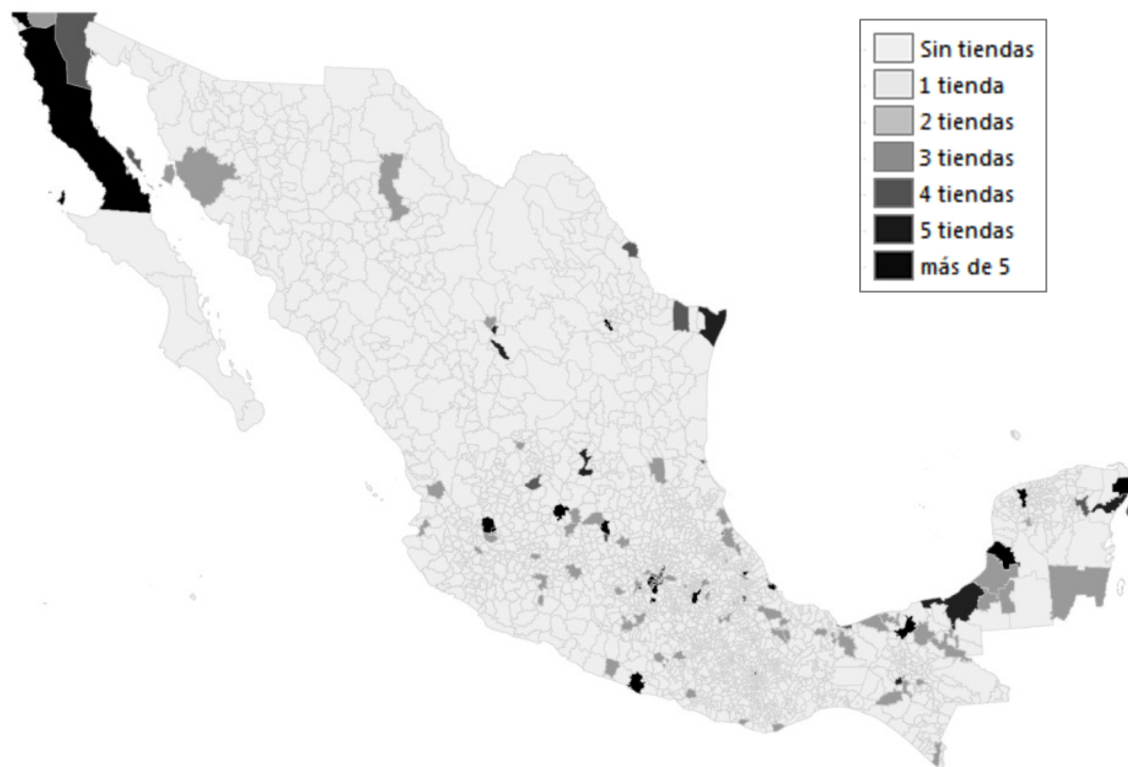 Sin tiendas
1 tienda
2 tiendas
3 tiendas
4 tiendas
5 tiendas
más de 5